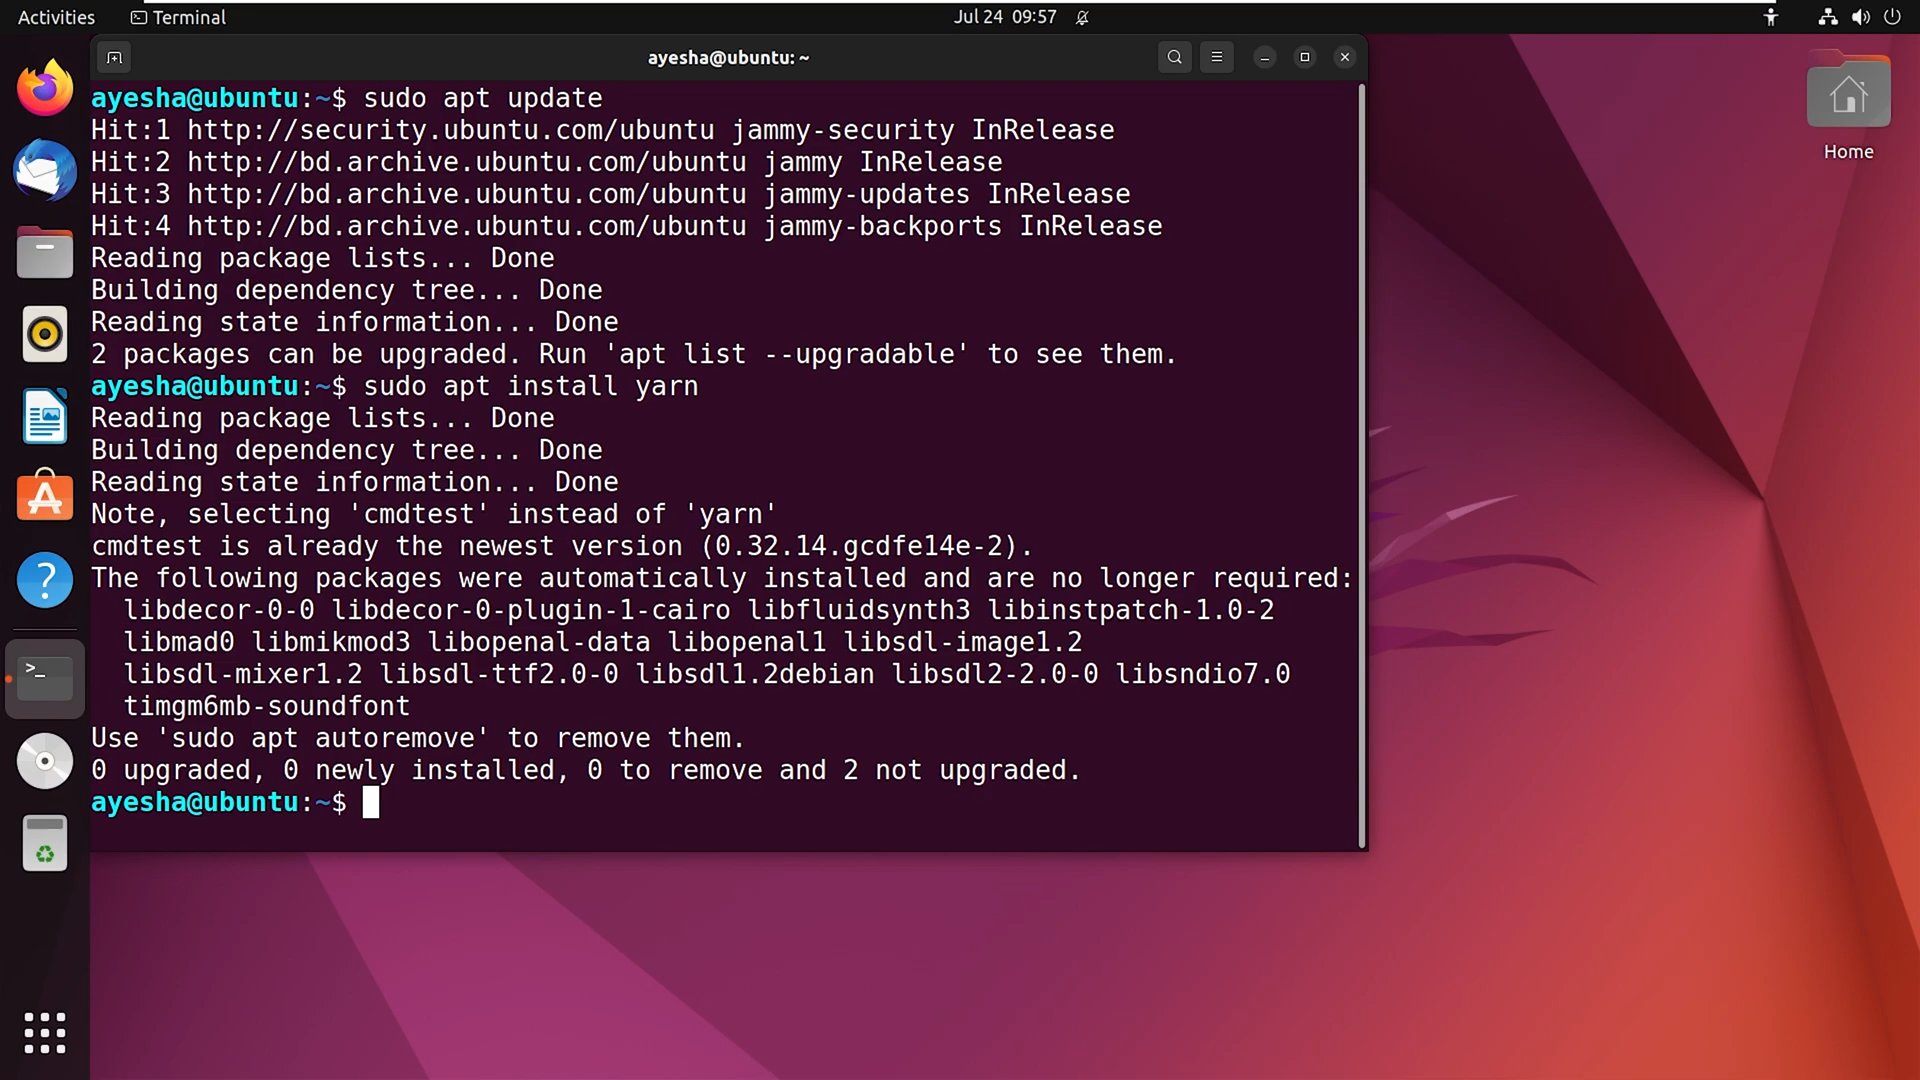 Activities
Terminal
Jul 24 09:57
ayesha@ubuntu: ~
ayesha@ubuntu:~$ sudo apt update
Hit:1 http://security.ubuntu.com/ubuntu jammy-security InRelease
Hit:2 http://bd.archive.ubuntu.com/ubuntu jammy InRelease
Hit:3 http://bd.archive.ubuntu.com/ubuntu jammy-updates InRelease
Hit:4 http://bd.archive.ubuntu.com/ubuntu jammy-backports InRelease
Reading package lists... Done
Building dependency tree... Done
Reading state information... Done
2 packages can be upgraded. Run 'apt list --upgradable' to see them.
ayesha@ubuntu:~$ sudo apt install yarn
Reading package lists... Done
Building dependency tree... Done
Reading state information... Done
Note, selecting 'cmdtest' instead of 'yarn'
cmdtest is already the newest version (0.32.14.gcdfe14e-2).
The following packages were automatically installed and are no longer required:
  libdecor-0-0 libdecor-0-plugin-1-cairo libfluidsynth3 libinstpatch-1.0-2
  libmad0 libmikmod3 libopenal-data libopenal1 libsdl-image1.2
  libsdl-mixer1.2 libsdl-ttf2.0-0 libsdl1.2debian libsdl2-2.0-0 libsndio7.0
  timgm6mb-soundfont
Use 'sudo apt autoremove' to remove them.
0 upgraded, 0 newly installed, 0 to remove and 2 not upgraded.
ayesha@ubuntu:~$
Home